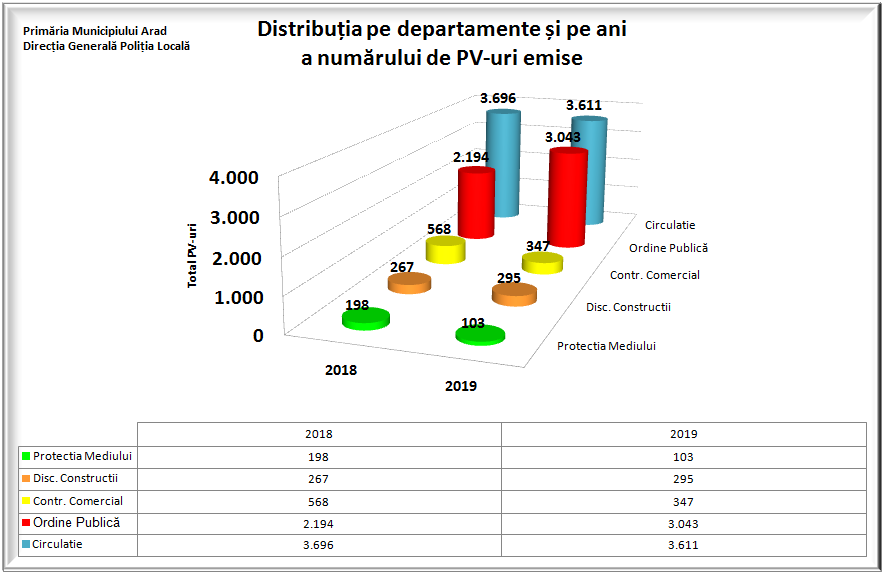 Primăria Municipiului Arad
Direcția Generală Poliția Locală
Distribuția pe departamente și pe ani
a numărului de PV-uri emise
3.696
3.611
3.043
2.194
4.000
3.000
2.000
1.000
0
Total PV-uri
568
347
267
295
198
103
Circulatie
Ordine Publică
Contr. Comercial
Disc. Constructii
Protectia Mediului
2018
2019
2018 2019
Protectia Mediului 198 103
Disc. Constructii 267 295
Contr. Comercial 568 347
Ordine Publică 2.194 3.043
Circulatie 3.696 3.611